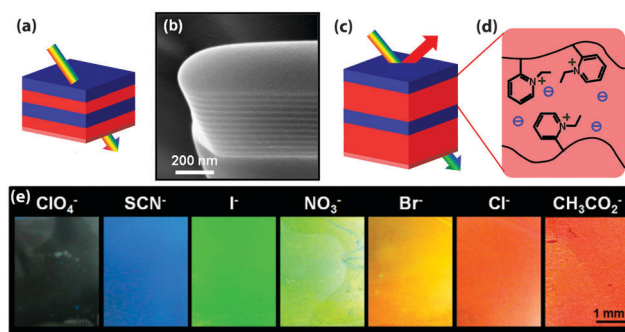 (a)
(b)
(c)
(d)
200 nm
N
+
N
+
N
+
⊖
⊖
⊖
⊖
(e)
ClO₄⁻ SCN⁻ I⁻ NO₃⁻ Br⁻ Cl⁻ CH₃CO₂⁻
1 mm